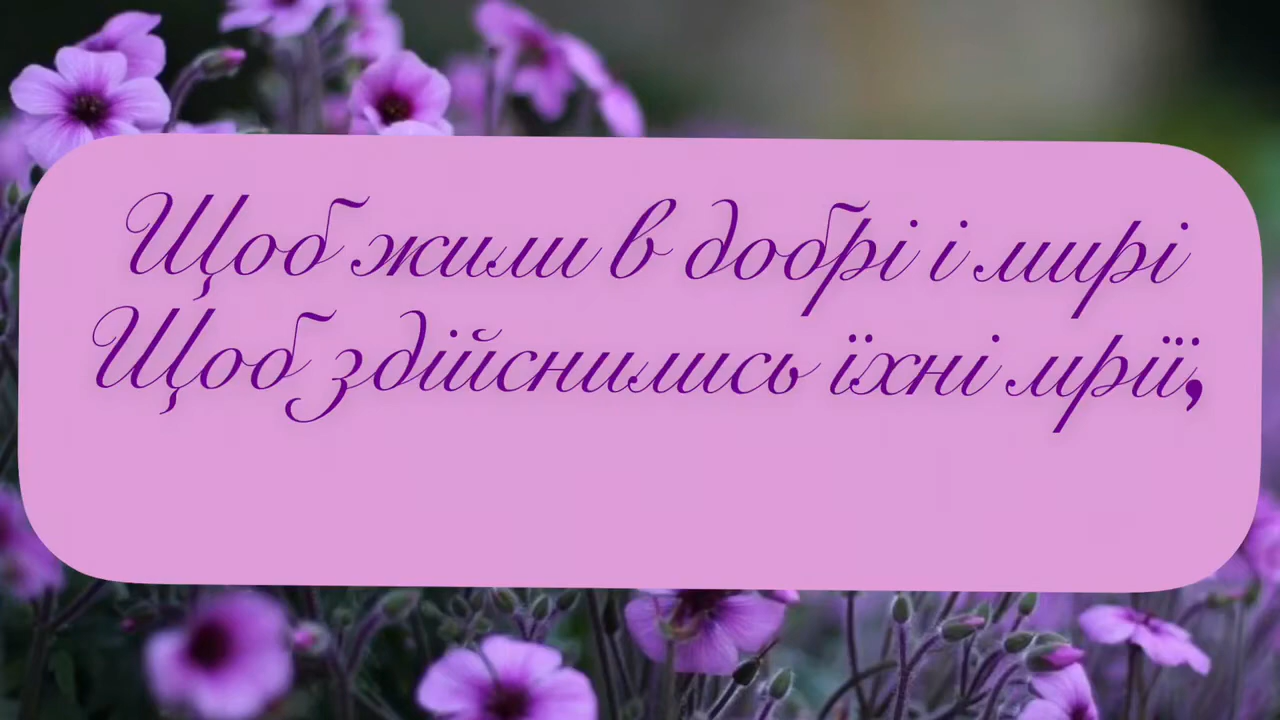 Щоб жили в добрі і мирі
Щоб здійснились їхні мрії,